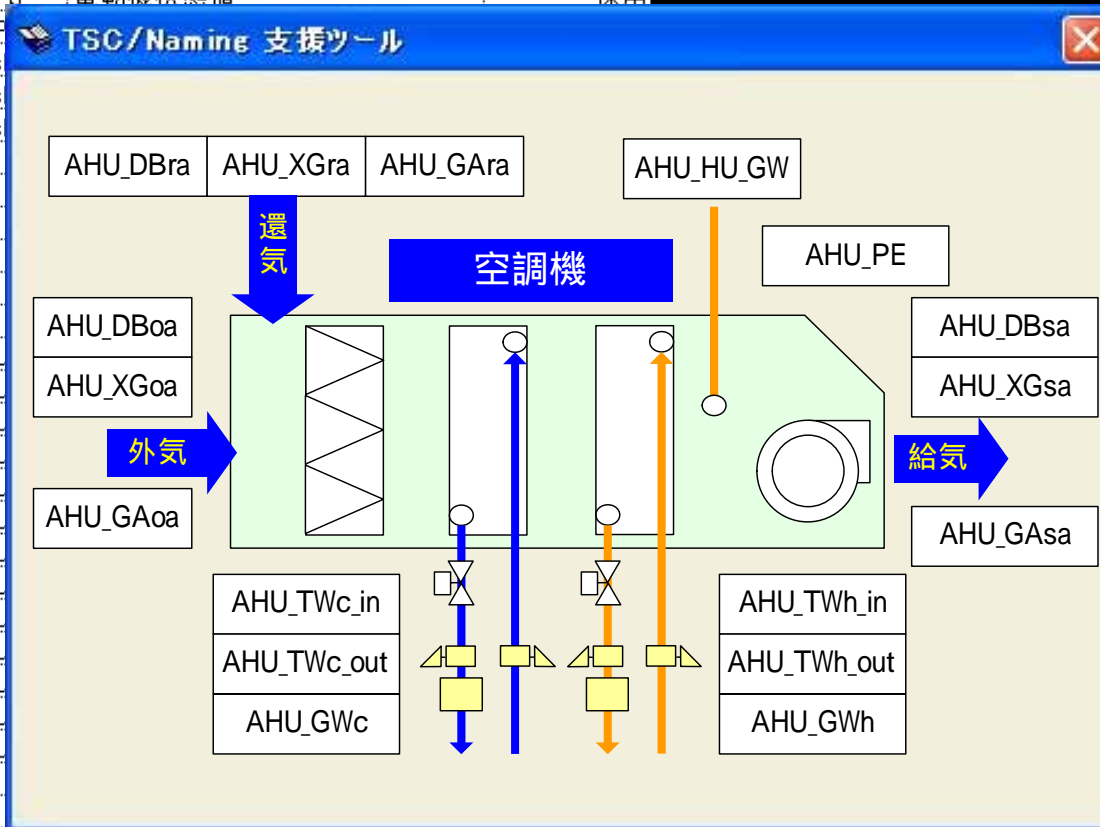 TSC/Naming 支援ツール
AHU_DBra AHU_XGra AHU_GAra
AHU_HU_GW
還気
空調機
AHU_PE
AHU_DBoa
AHU_XGoa
外気
AHU_GAoa
AHU_DBsa
AHU_XGsa
給気
AHU_GAsa
AHU_TWc_in
AHU_TWc_out
AHU_GWc
AHU_TWh_in
AHU_TWh_out
AHU_GWh